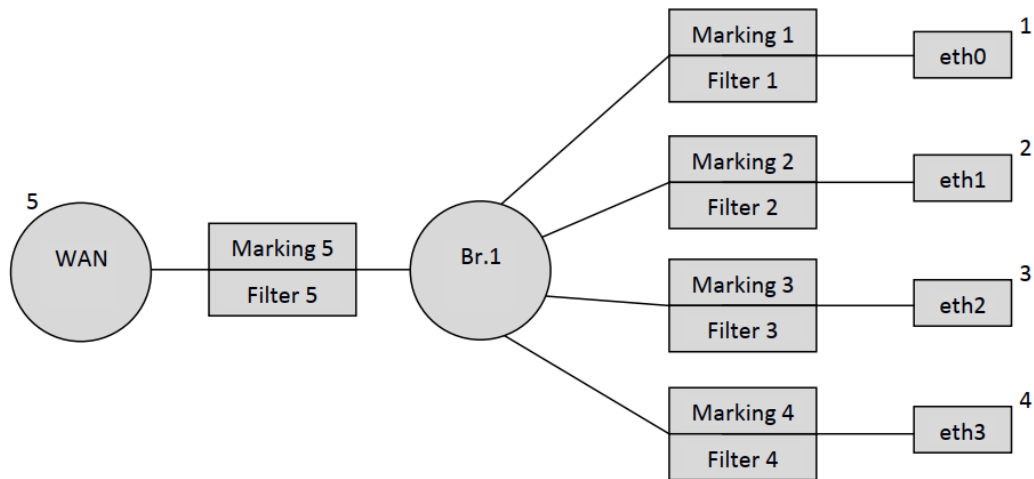 1
Marking 1
eth0
Filter 1
2
Marking 2
eth1
Filter 2
5
WAN
Marking 5
Filter 5
Br.1
3
Marking 3
eth2
Filter 3
4
Marking 4
eth3
Filter 4